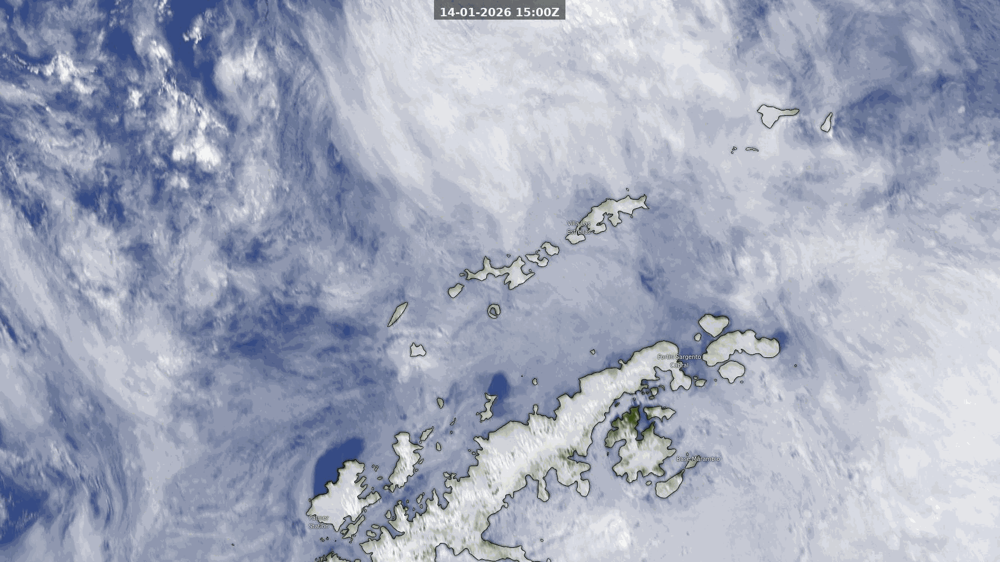 14-01-2026 15:00Z
Villa Las
Estrellas
Fortín Sargento
Cabral
Base Marambio
Palmer
Station